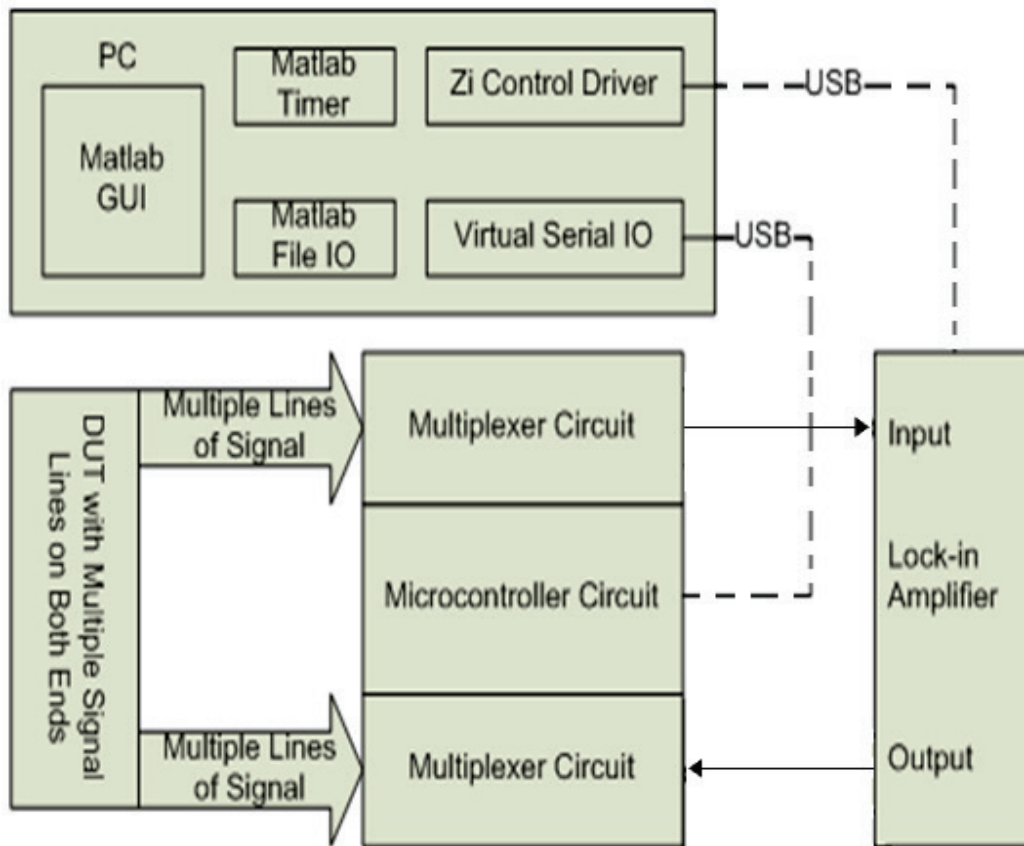 PC
Matlab
GUI
Matlab
Timer
Matlab
File IO
Zi Control Driver
Virtual Serial IO
USB
USB
DUT with Multiple Signal
Lines on Both Ends
Multiple Lines
of Signal
Multiple Lines
of Signal
Multiplexer Circuit
Microcontroller Circuit
Multiplexer Circuit
Input
Lock-in
Amplifier
Output